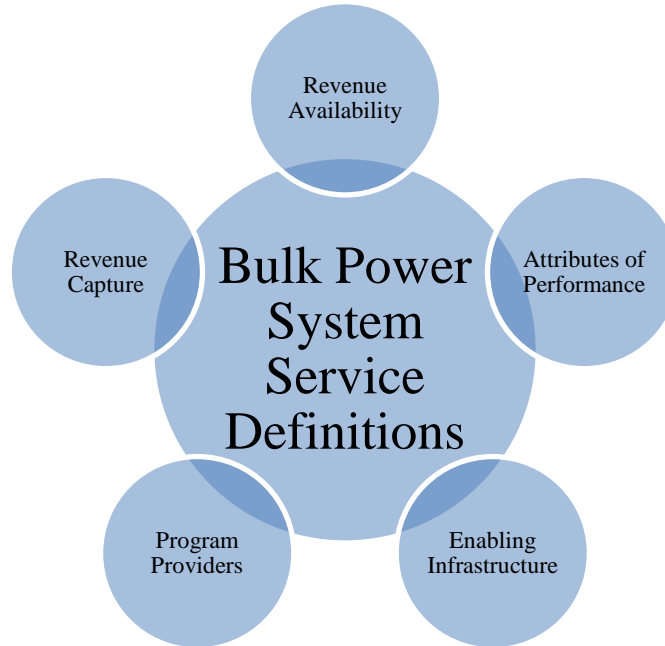 Revenue
Availability
Revenue
Capture
Bulk Power
System
Service
Definitions
Attributes of
Performance
Program
Providers
Enabling
Infrastructure